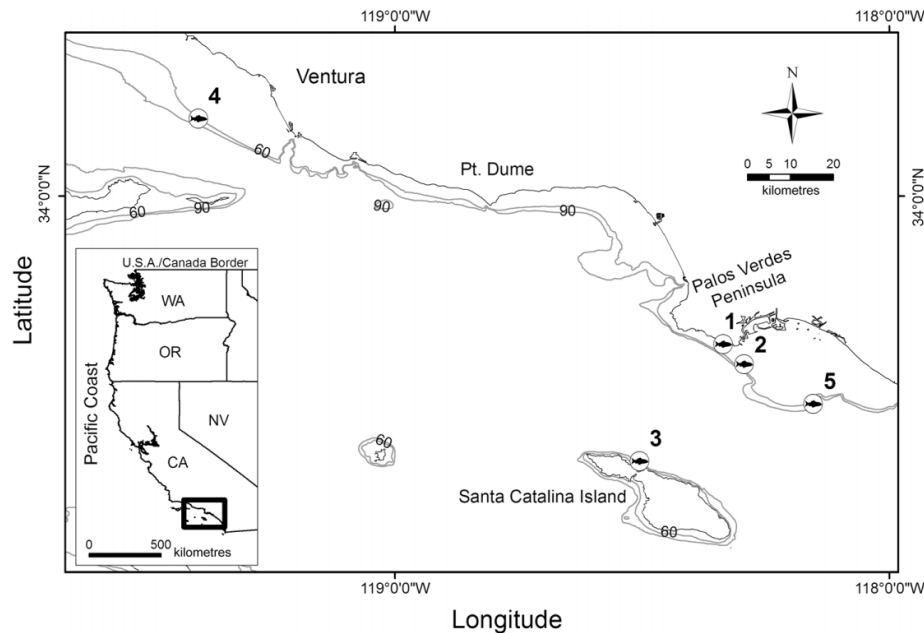 119°0'0"W
118°0'0"W
Ventura
N
4
60
Pt. Dume
0 5 10 20
kilometres
34°0'0"N
34°0'0"N
60
90
90
90
Palos Verdes
Peninsula
1
2
5
U.S.A./Canada Border
WA
OR
NV
CA
Pacific Coast
0 500
kilometres
60
3
Santa Catalina Island
60
Latitude
119°0'0"W
118°0'0"W
Longitude